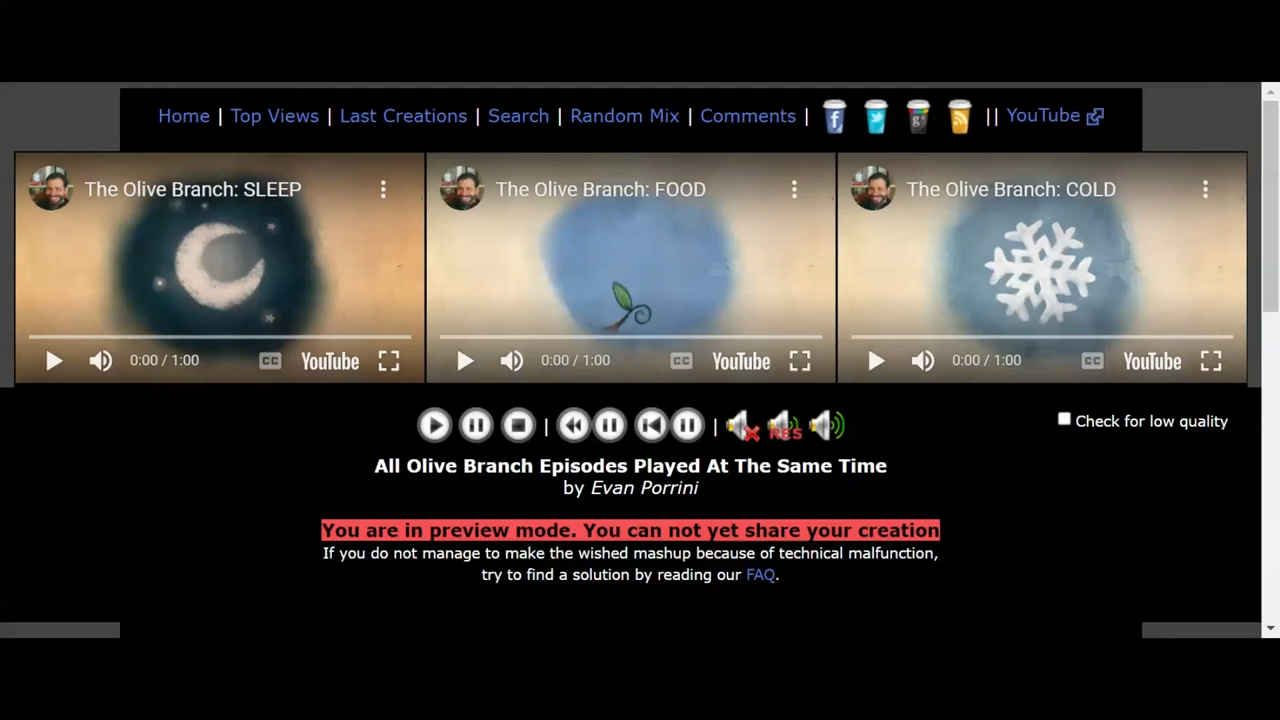 Home | Top Views | Last Creations | Search | Random Mix | Comments | f g+ || YouTube
The Olive Branch: SLEEP
0:00 / 1:00 CC YouTube
The Olive Branch: FOOD
0:00 / 1:00 CC YouTube
The Olive Branch: COLD
0:00 / 1:00 CC YouTube
| | RES
Check for low quality
All Olive Branch Episodes Played At The Same Time
by Evan Porrini
You are in preview mode. You can not yet share your creation
If you do not manage to make the wished mashup because of technical malfunction,
try to find a solution by reading our FAQ.